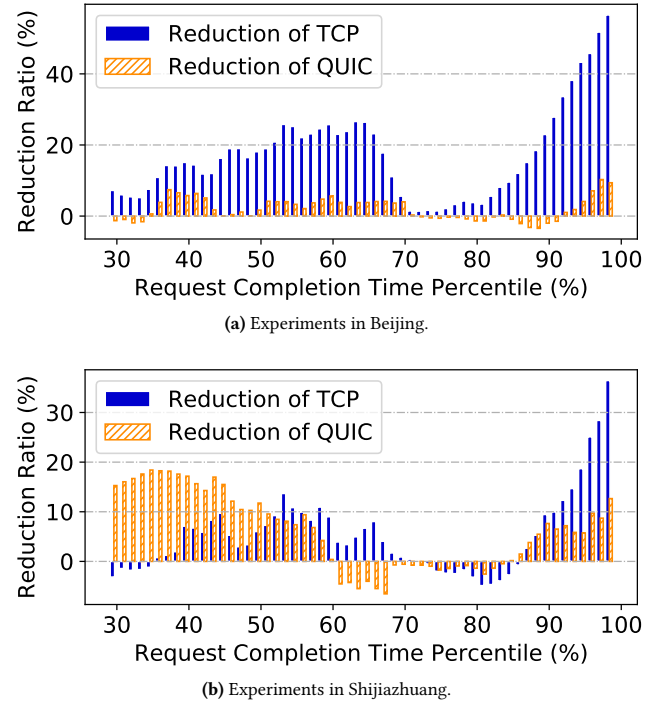 Reduction Ratio (%)
Reduction of TCP
Reduction of QUIC
40
20
0
30 40 50 60 70 80 90 100
Request Completion Time Percentile (%)
(a) Experiments in Beijing.
Reduction Ratio (%)
Reduction of TCP
Reduction of QUIC
30
20
10
0
30 40 50 60 70 80 90 100
Request Completion Time Percentile (%)
(b) Experiments in Shijiazhuang.